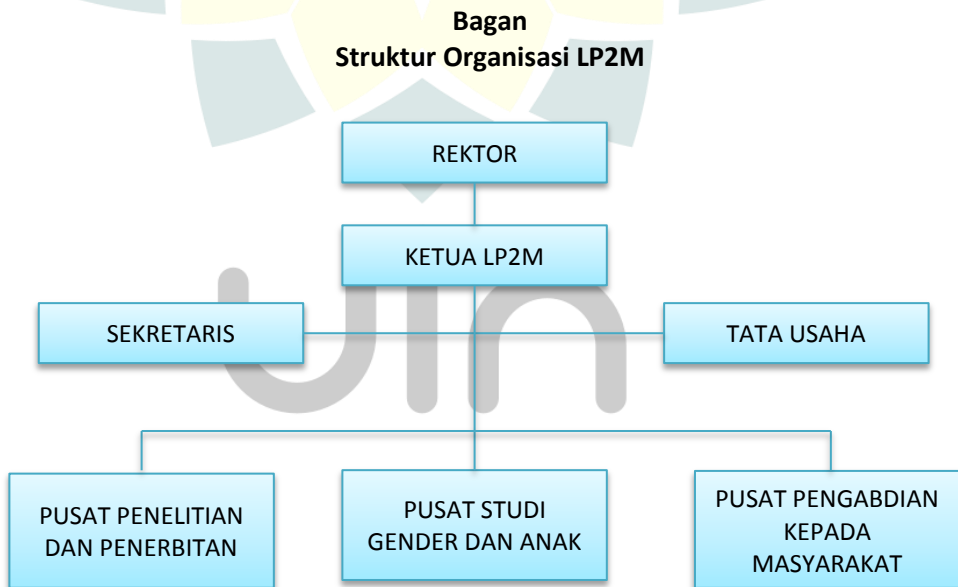 Bagan
Struktur Organisasi LP2M
REKTOR
KETUA LP2M
SEKRETARIS
TATA USAHA
PUSAT PENELITIAN
DAN PENERBITAN
PUSAT STUDI
GENDER DAN ANAK
PUSAT PENGABDIAN
KEPADA
MASYARAKAT
uin